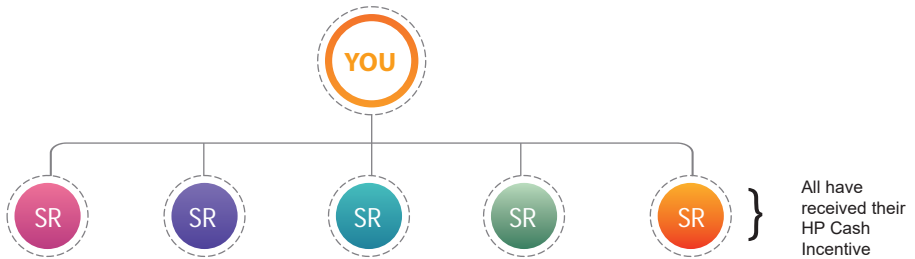 YOU
SR SR SR SR SR
}
All have
received their
HP Cash
Incentive